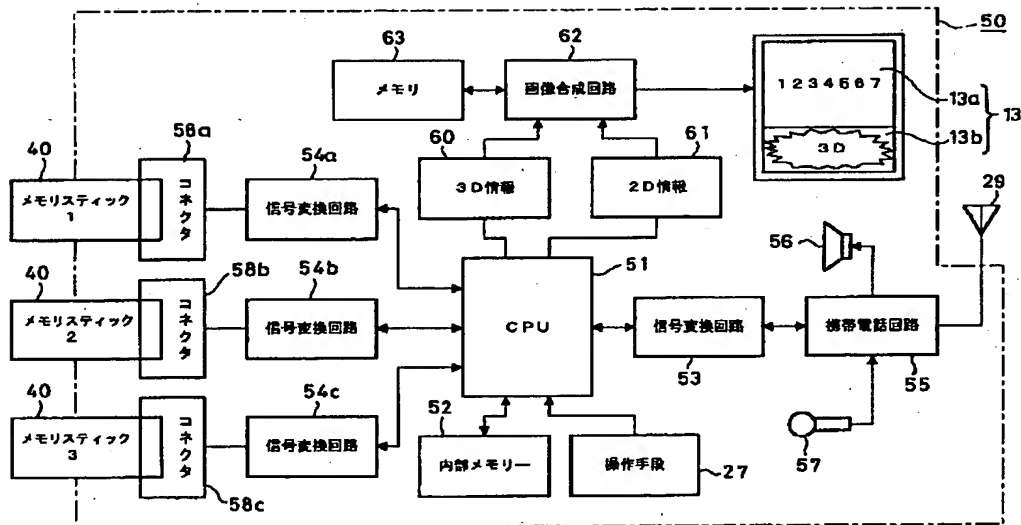 50
63
62
メモリ
画像合成回路
1234567
13a
13b
13
3D
58a
60
61
40
54a
3D情報
2D情報
29
メモリスティック
1
コネクタ
信号変換回路
56
58b
51
40
54b
メモリスティック
2
コネクタ
信号変換回路
CPU
信号変換回路
携帯電話回路
53
55
40
54c
52
メモリスティック
3
コネクタ
信号変換回路
内部メモリー
操作手段
57
58c
27